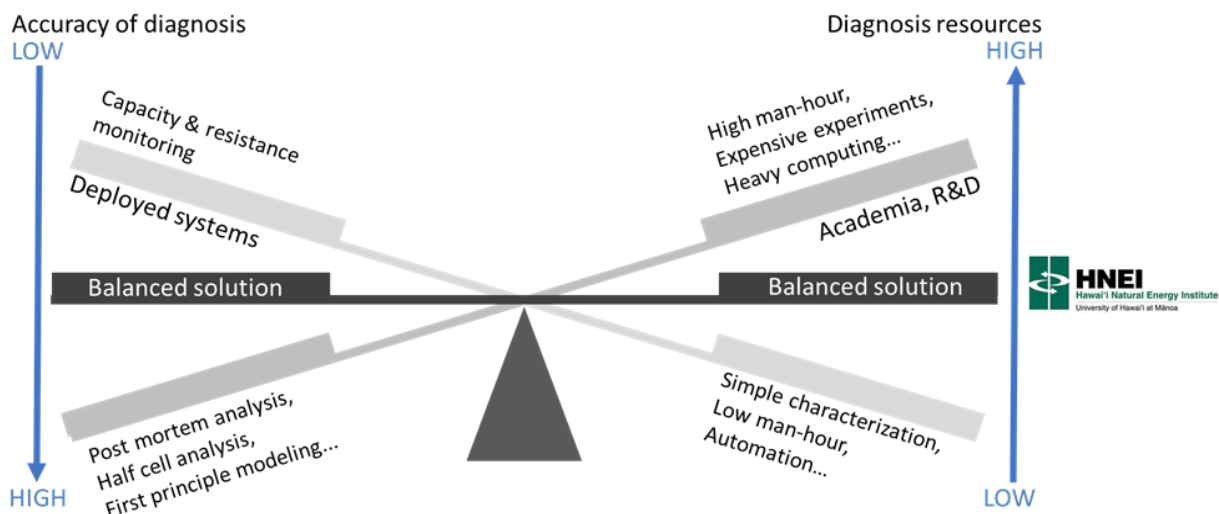 Accuracy of diagnosis
LOW
Diagnosis resources
HIGH
Capacity & resistance
monitoring
Deployed systems
High man-hour,
Expensive experiments,
Heavy computing...
Academia, R&D
Balanced solution
Balanced solution
HNEI
Hawai‘i Natural Energy Institute
University of Hawai‘i at Mānoa
Post mortem analysis,
Half cell analysis,
First principle modeling...
Simple characterization,
Low man-hour,
Automation...
HIGH
LOW